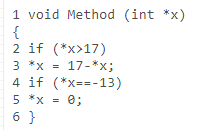 1 void Method (int *x)
{
2 if (*x>17)
3 *x = 17-*x;
4 if (*x==-13)
5 *x = 0;
6 }